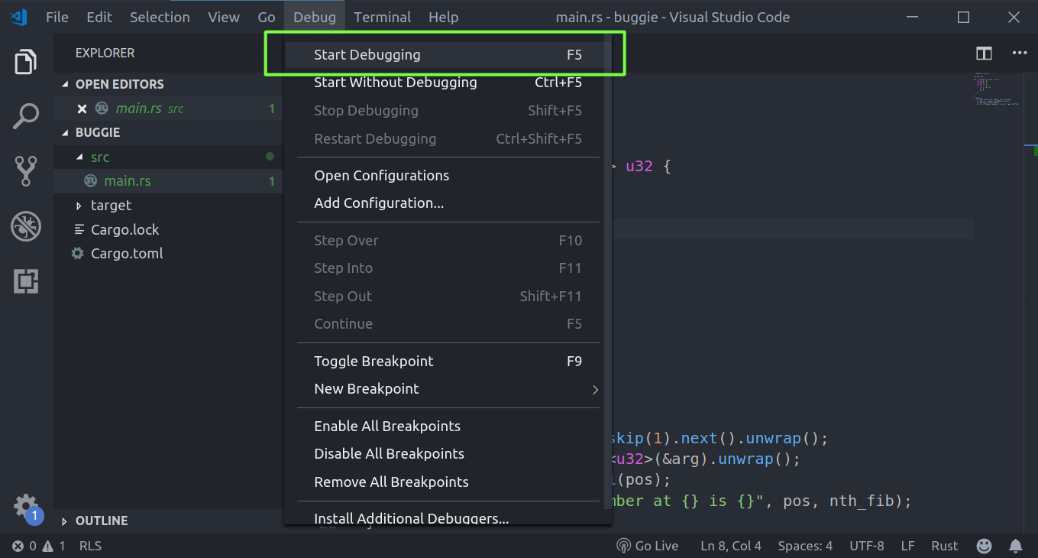 File Edit Selection View Go Debug Terminal Help main.rs - buggie - Visual Studio Code
EXPLORER
OPEN EDITORS
main.rs src 1
BUGGIE
src
main.rs 1
target
Cargo.lock
Cargo.toml
OUTLINE
Start Debugging F5
Start Without Debugging Ctrl+F5
Stop Debugging Shift+F5
Restart Debugging Ctrl+Shift+F5
Open Configurations
Add Configuration...
Step Over F10
Step Into F11
Step Out Shift+F11
Continue F5
Toggle Breakpoint F9
New Breakpoint
Enable All Breakpoints
Disable All Breakpoints
Remove All Breakpoints
Install Additional Debuggers...
> u32 {
skip(1).next().unwrap();
<u32>(&arg).unwrap();
(pos);
mber at {} is {}", pos, nth_fib);
1
0 1 RLS Go Live Ln 8, Col 4 Spaces: 4 UTF-8 LF Rust